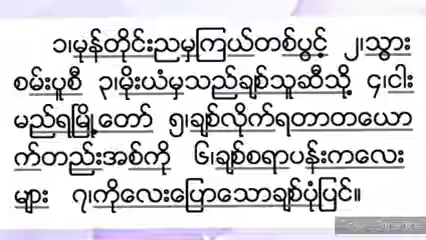 ၁၊မုန်တိုင်းညမှကြယ်တစ်ပွင့် ၂၊သွား
စမ်းပူစီ ၃၊မိုးယံမှသည်ချစ်သူဆီသို့ ၄၊ငါး
မည်ရမြို့တော် ၅၊ချစ်လိုက်ရတာတယော
က်တည်းအစ်ကို ၆၊ချစ်စရာပန်းကလေး
များ ၇၊ကိုလေးပြောသောချစ်ပုံပြင်။